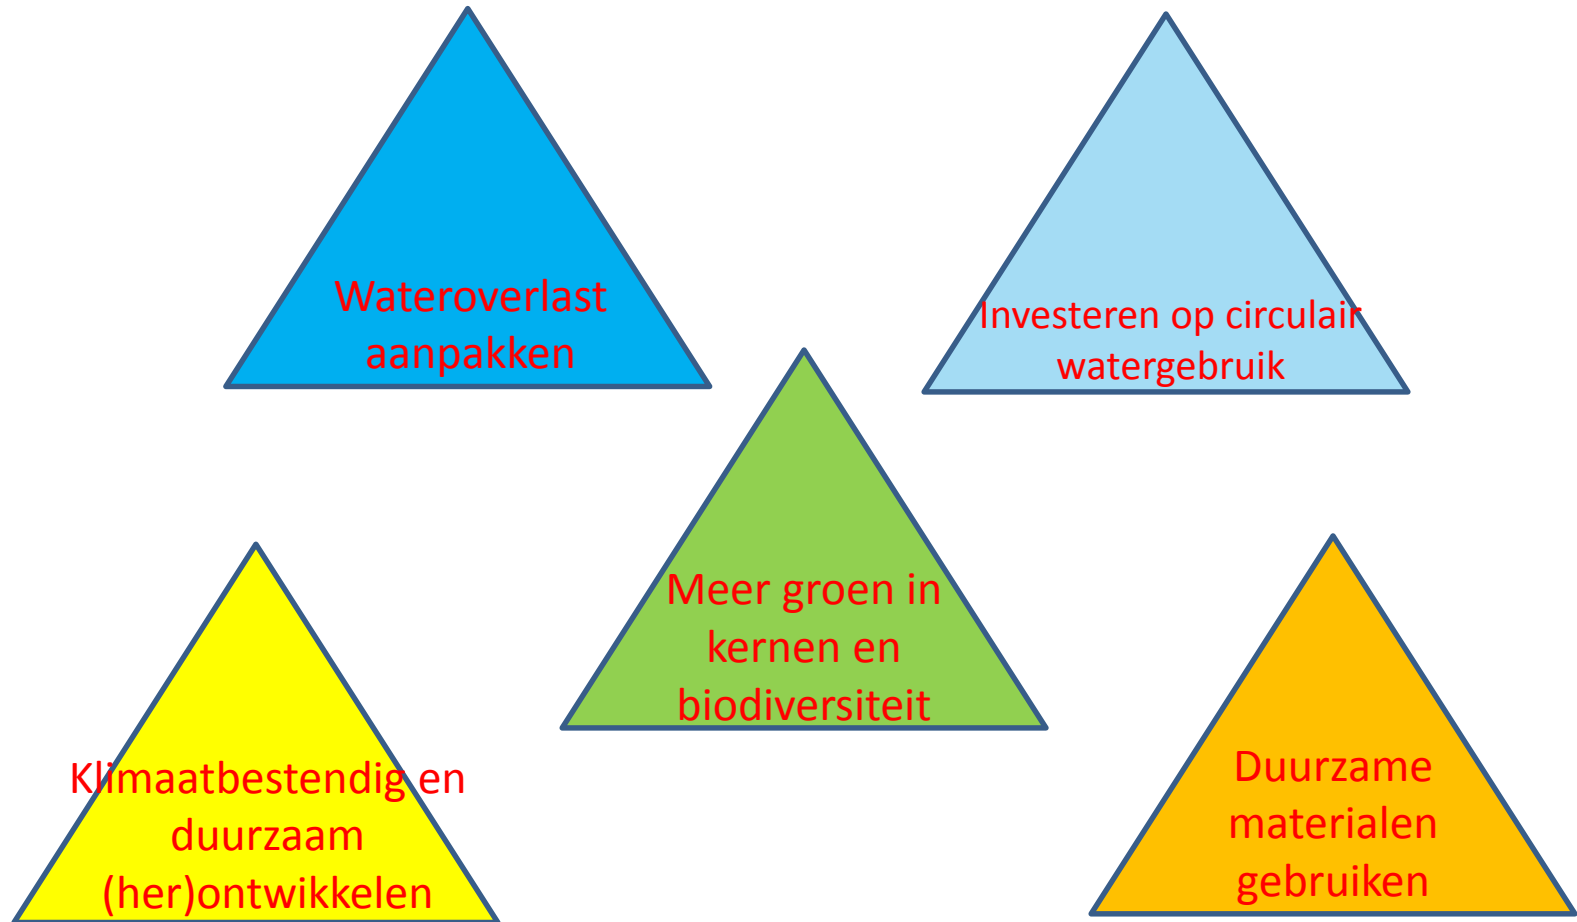 Wateroverlast
aanpakken
Investeren op circulair
watergebruik
Meer groen in
kernen en
biodiversiteit
Klimaatbestendig en
duurzaam
(her)ontwikkelen
Duurzame
materialen
gebruiken